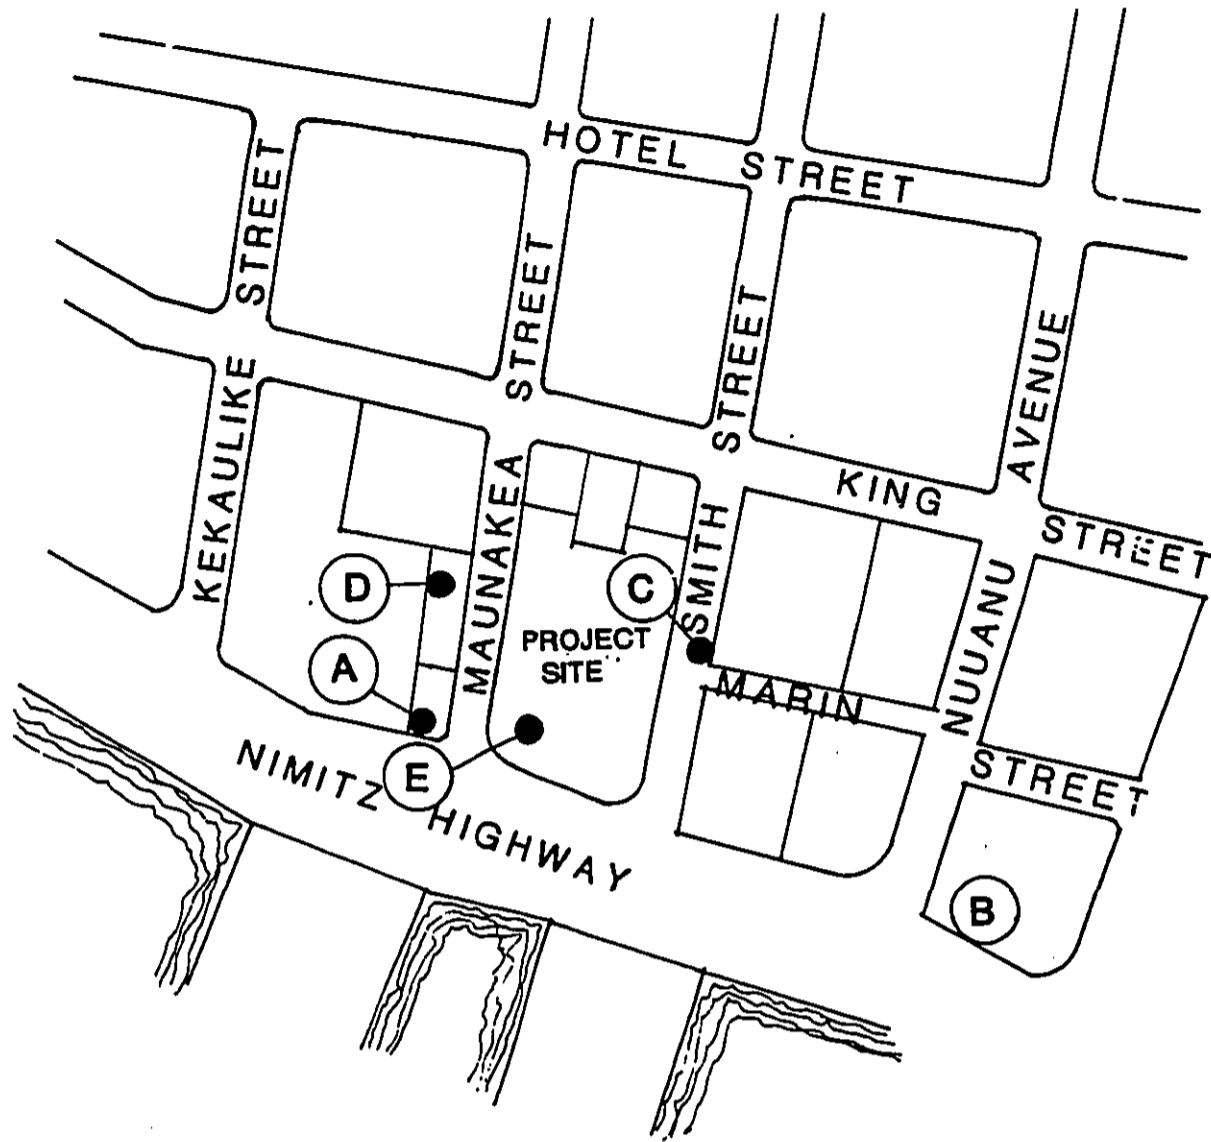 HOTEL STREET
STREET
STREET
STREET
AVENUE
KEKAULIKE
MAUNAKEA
KING
STREET
SMITH
D
C
NUUANU
PROJECT
SITE
A
MARIN
STREET
E
NIMITZ HIGHWAY
B